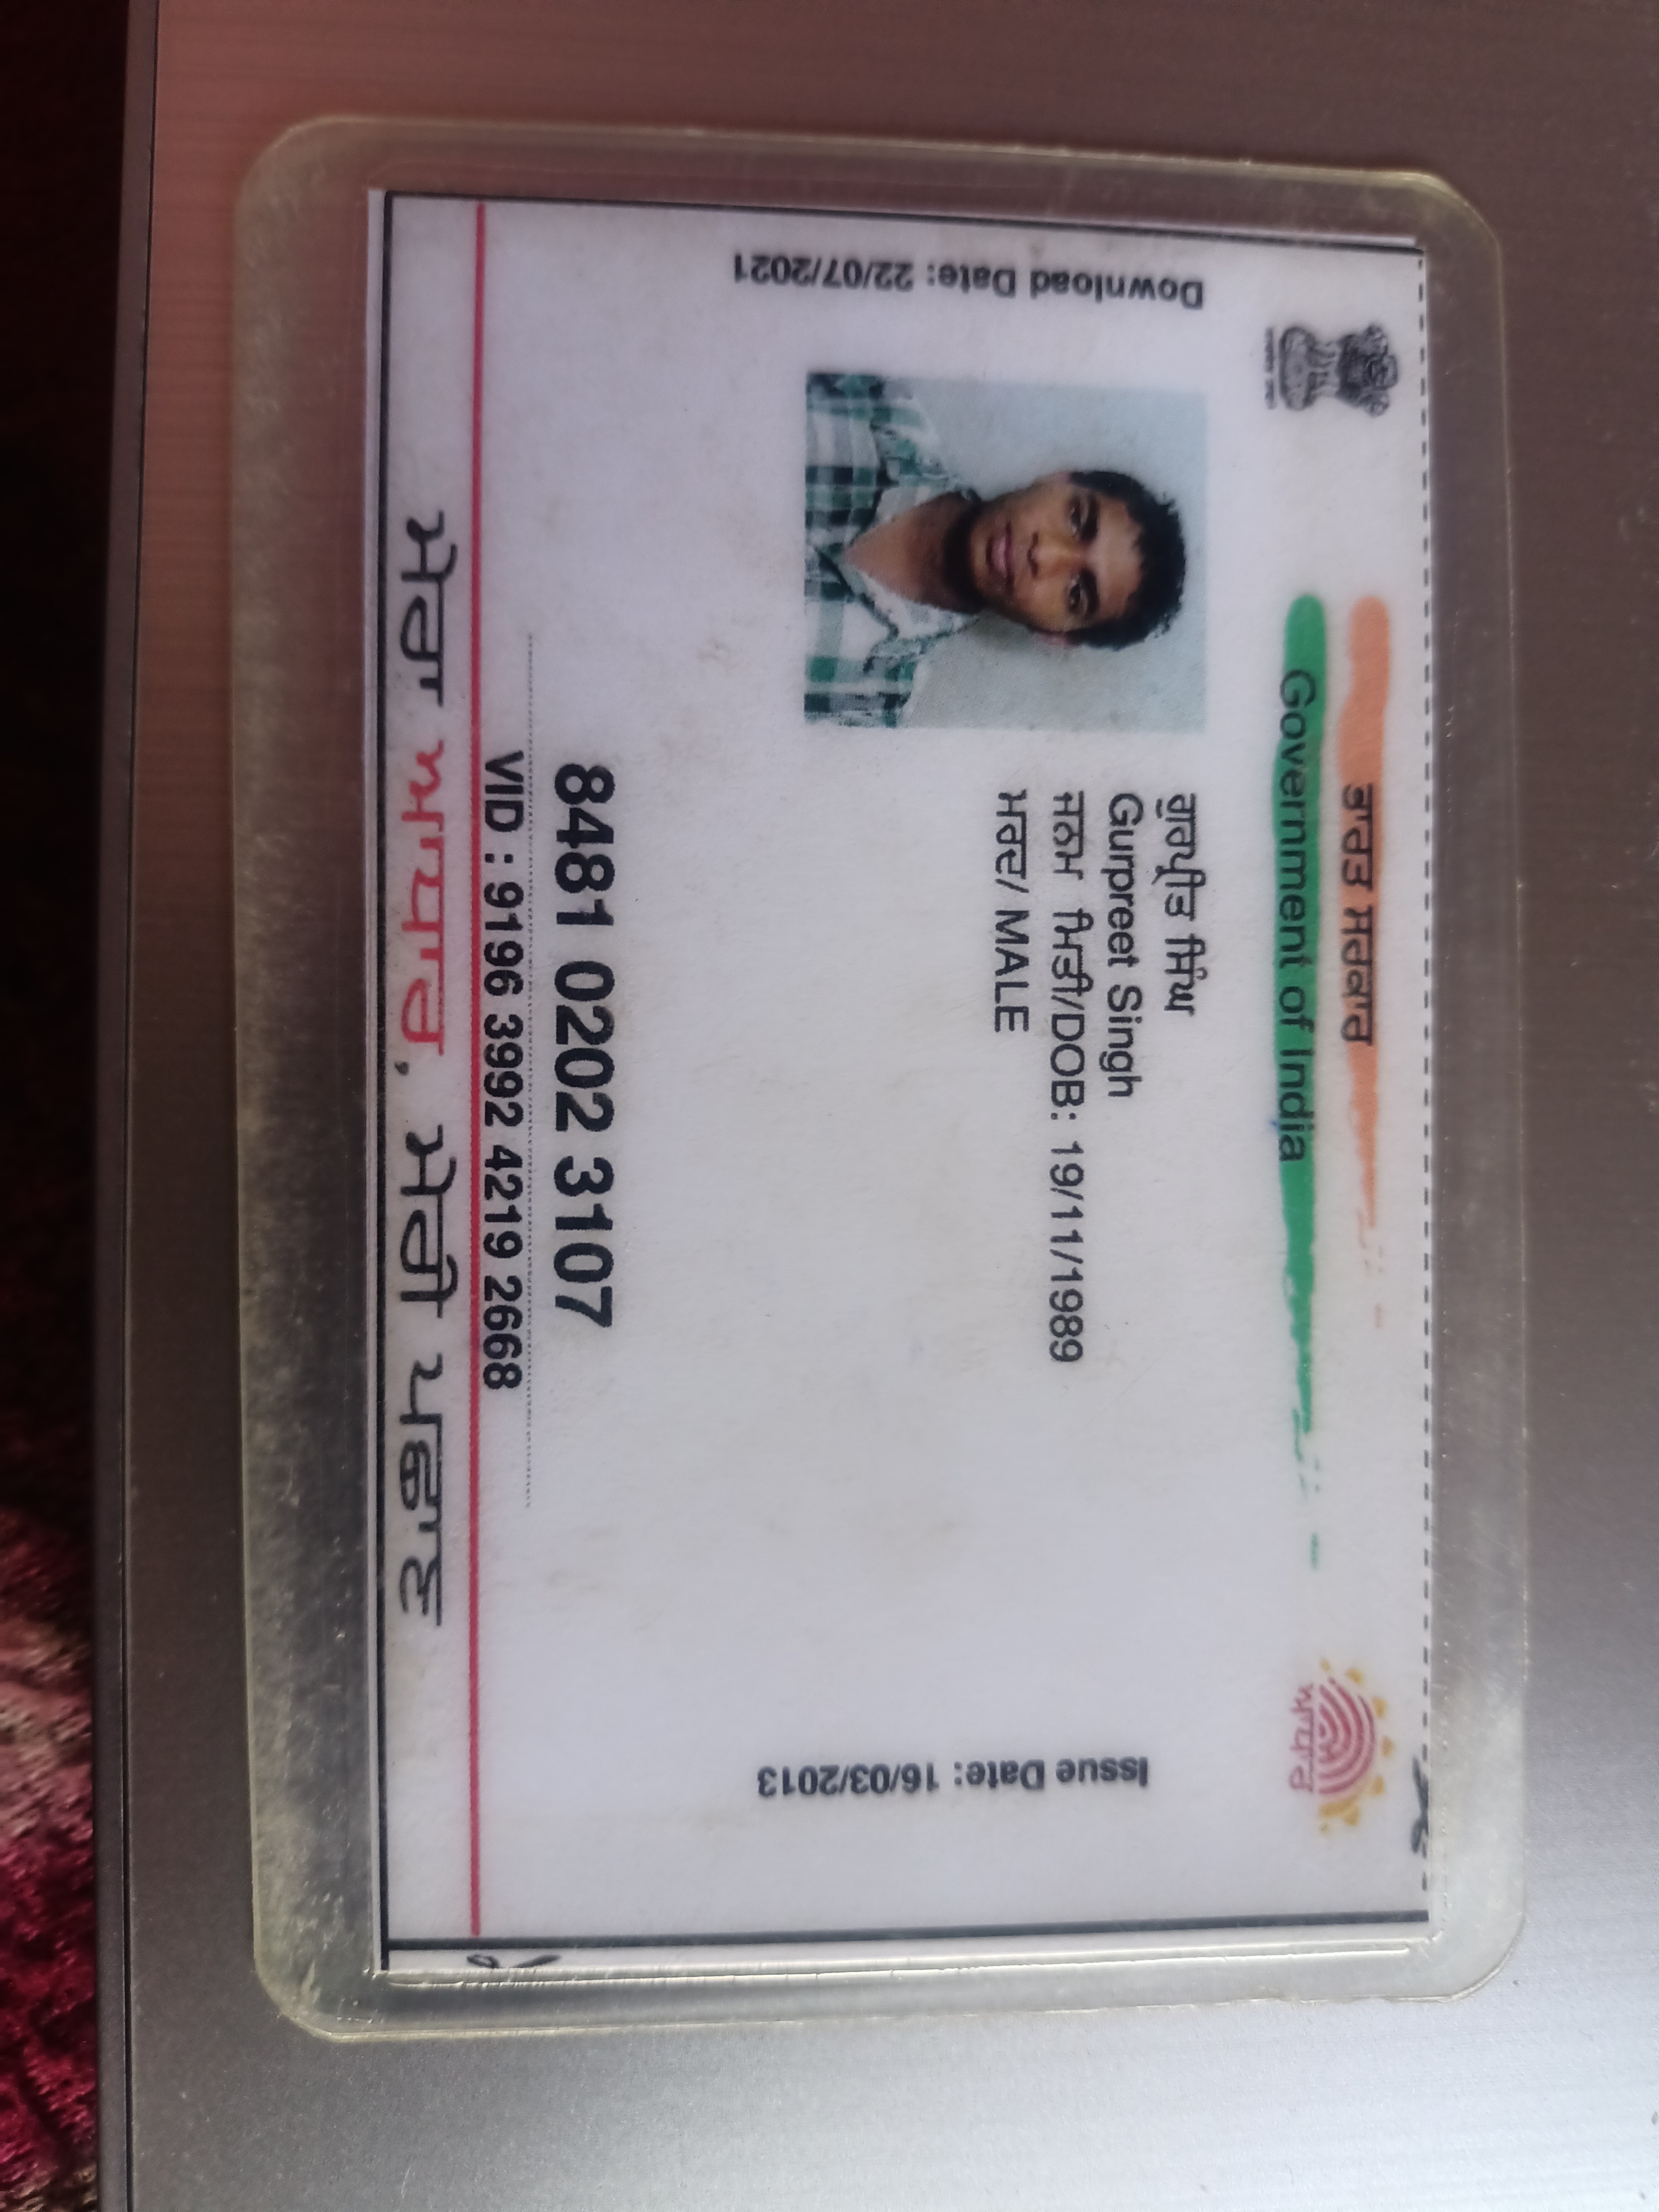 ਭਾਰਤ ਸਰਕਾਰ
Government of India
Download Date: 22/07/2021
ਗੁਰਪ੍ਰੀਤ ਸਿੰਘ
Gurpreet Singh
ਜਨਮ ਮਿਤੀ/DOB: 19/11/1989
ਮਰਦ/ MALE
Issue Date: 16/03/2013
8481 0202 3107
VID : 9196 3992 4219 2668
ਮੇਰਾ ਆਧਾਰ, ਮੇਰੀ ਪਛਾਣ